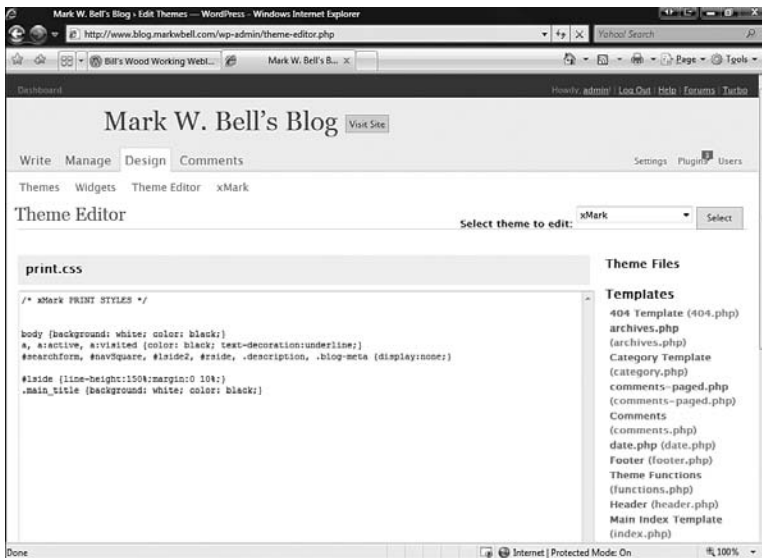 Mark W. Bell's Blog › Edit Themes — WordPress - Windows Internet Explorer
http://www.blog.markwbell.com/wp-admin/theme-editor.php
Yahoo! Search
Bill's Wood Working Webl...
Mark W. Bell's B...
Page
Tools
Dashboard
Howdy, admin! | Log Out | Help | Forums | Turbo
Mark W. Bell's Blog
Visit Site
Write Manage Design Comments
Settings Plugins 3 Users
Themes Widgets Theme Editor xMark
Theme Editor
Select theme to edit: xMark Select
print.css
/* xMark PRINT STYLES */
body {background: white; color: black;}
a, a:active, a:visited {color: black; text-decoration:underline;}
#searchform, #navSquare, #lside2, #rside, .description, .blog-meta {display:none;}
#lside {line-height:150%;margin:0 10%;}
.main_title {background: white; color: black;}
Theme Files
Templates
404 Template (404.php)
archives.php
(archives.php)
Category Template
(category.php)
comments-paged.php
(comments-paged.php)
Comments
(comments.php)
date.php (date.php)
Footer (footer.php)
Theme Functions
(functions.php)
Header (header.php)
Main Index Template
(index.php)
Done
Internet | Protected Mode: On
100%